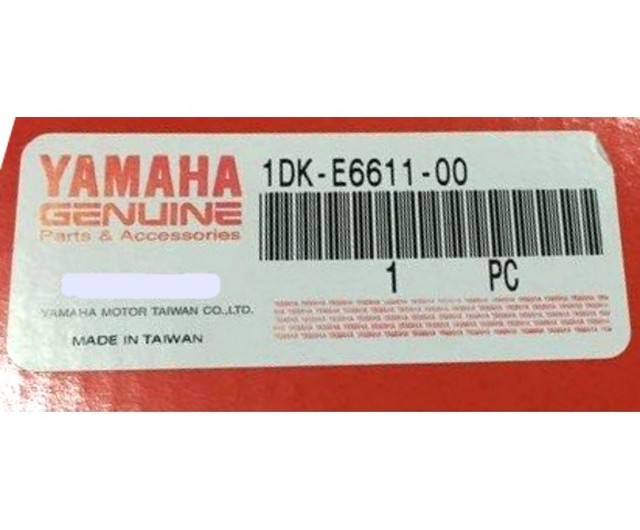 YAMAHA
GENUINE
Parts & Accessories
YAMAHA MOTOR TAIWAN CO.,LTD.
MADE IN TAIWAN
1DK-E6611-00
1 PC